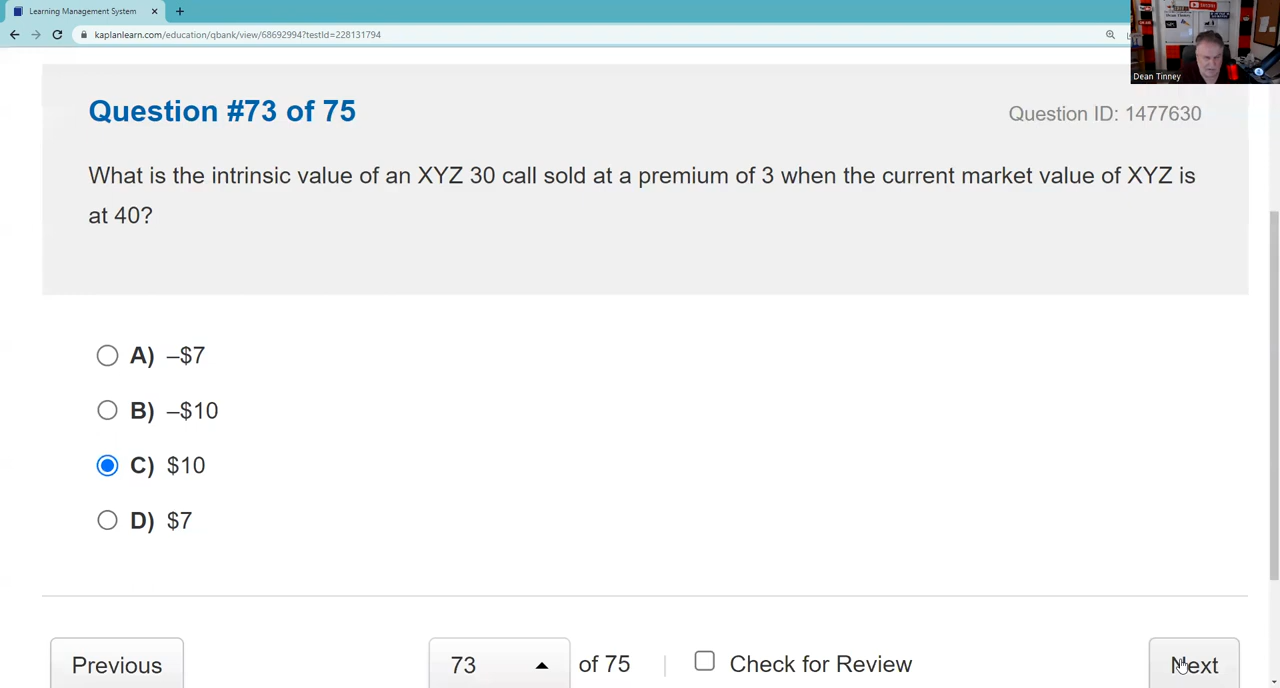 Learning Management System
kaplanlearn.com/education/qbank/view/68692994?testId=228131794
Dean Tinney
Question #73 of 75
Question ID: 1477630
What is the intrinsic value of an XYZ 30 call sold at a premium of 3 when the current market value of XYZ is
at 40?
A) –$7
B) –$10
C) $10
D) $7
Previous
73
of 75
Check for Review
Next